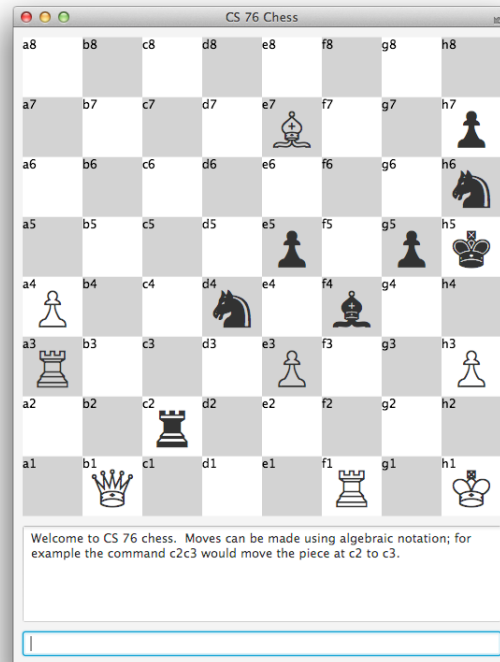 CS 76 Chess
a8 b8 c8 d8 e8 f8 g8 h8
a7 b7 c7 d7 e7 f7 g7 h7
a6 b6 c6 d6 e6 f6 g6 h6
a5 b5 c5 d5 e5 f5 g5 h5
a4 b4 c4 d4 e4 f4 g4 h4
a3 b3 c3 d3 e3 f3 g3 h3
a2 b2 c2 d2 e2 f2 g2 h2
a1 b1 c1 d1 e1 f1 g1 h1
Welcome to CS 76 chess.  Moves can be made using algebraic notation; for
example the command c2c3 would move the piece at c2 to c3.